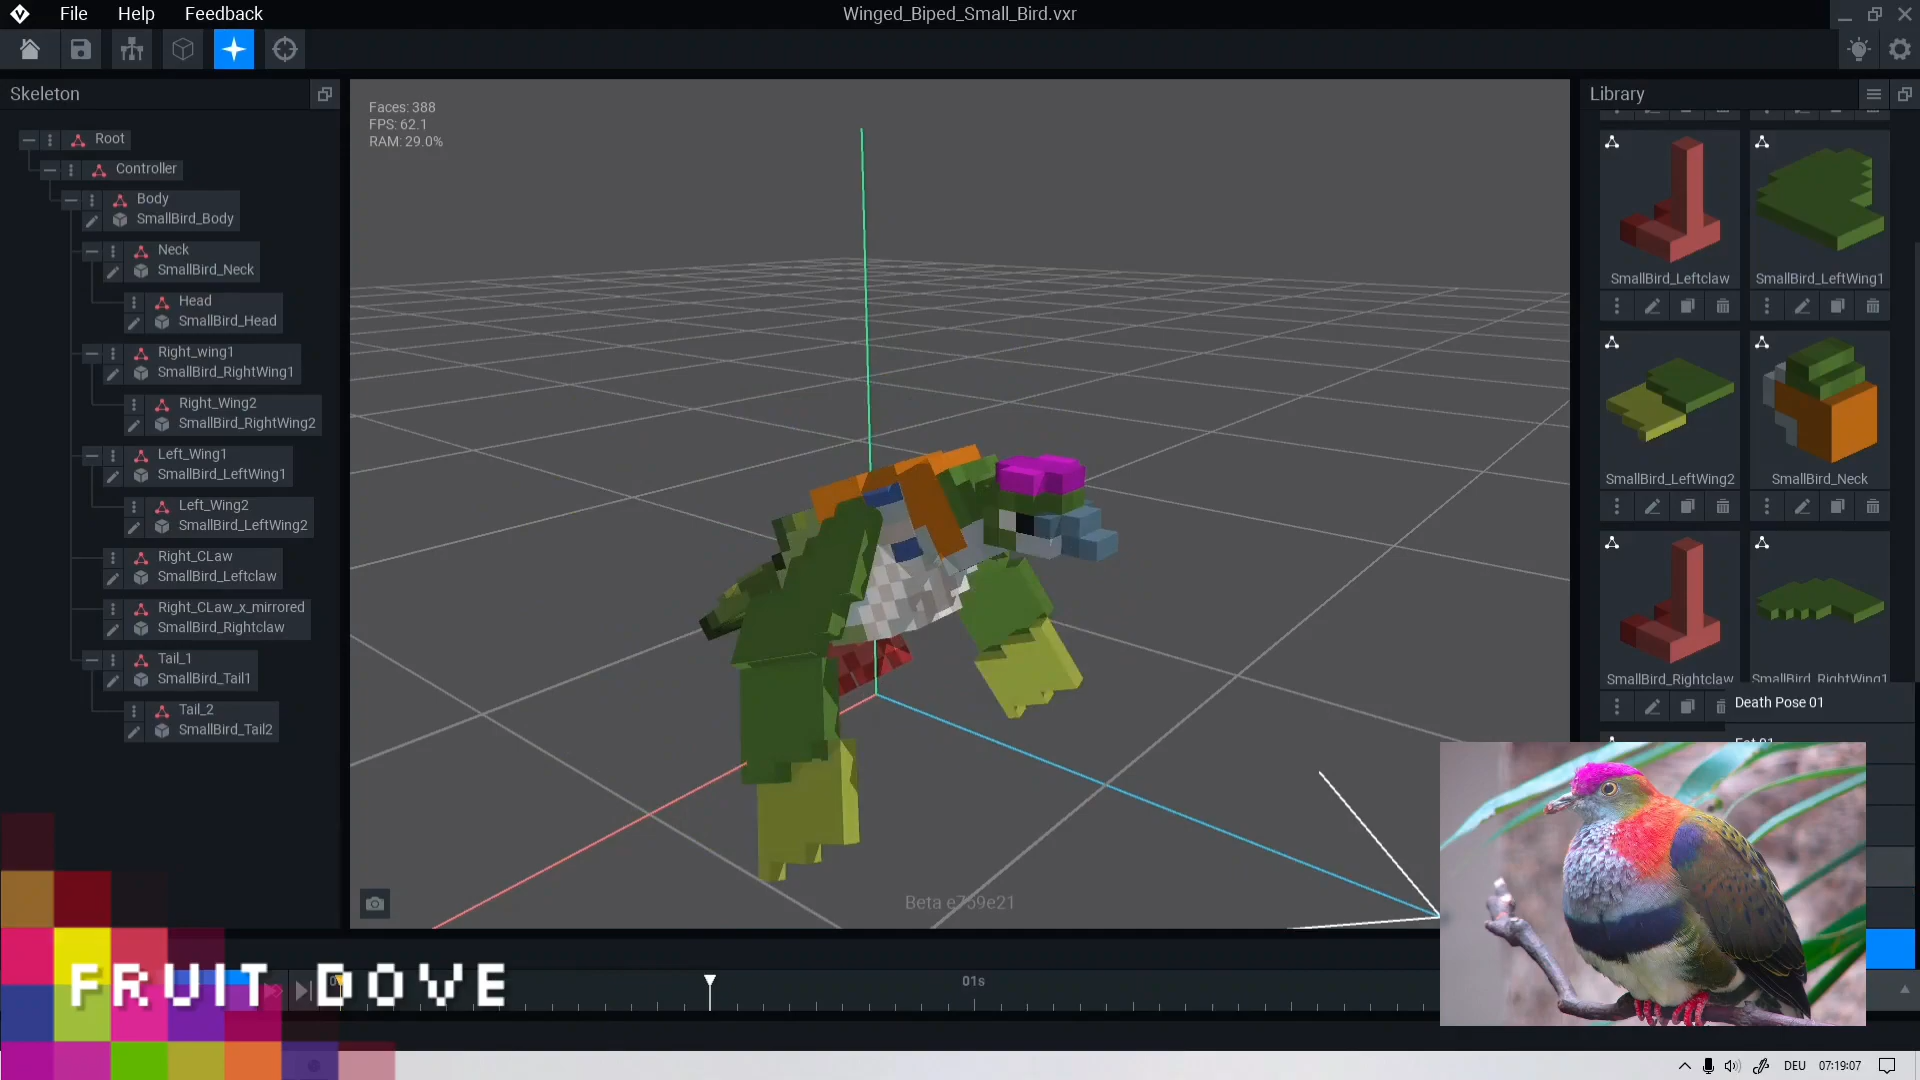 File Help Feedback
Winged_Biped_Small_Bird.vxr
Skeleton
Root
Controller
Body
SmallBird_Body
Neck
SmallBird_Neck
Head
SmallBird_Head
Right_wing1
SmallBird_RightWing1
Right_Wing2
SmallBird_RightWing2
Left_Wing1
SmallBird_LeftWing1
Left_Wing2
SmallBird_LeftWing2
Right_CLaw
SmallBird_Leftclaw
Right_CLaw_x_mirrored
SmallBird_Rightclaw
Tail_1
SmallBird_Tail1
Tail_2
SmallBird_Tail2
Faces: 388
FPS: 62.1
RAM: 29.0%
Beta e759e21
Library
SmallBird_Leftclaw
SmallBird_LeftWing1
SmallBird_LeftWing2
SmallBird_Neck
SmallBird_Rightclaw
SmallBird_RightWing1
Death Pose 01
FRUIT DOVE
01s
DEU 07:19:07